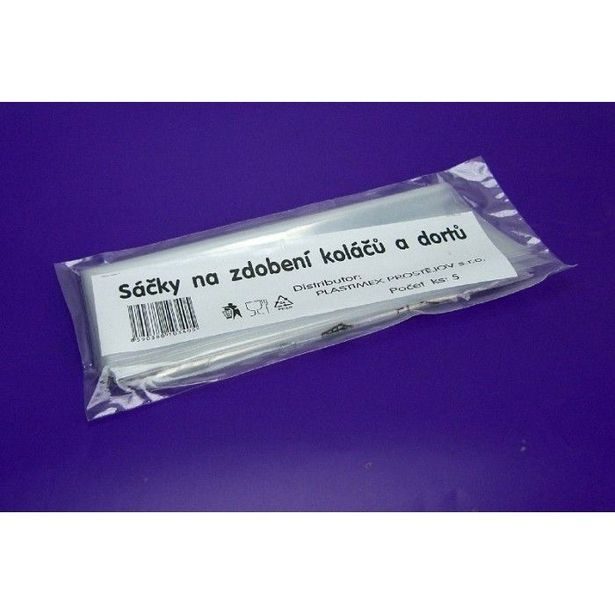 Sáčky na zdobení koláčů a dortů
Distributor:
PLASTIMEX PROSTĚJOV s.r.o.
Počet ks: 5